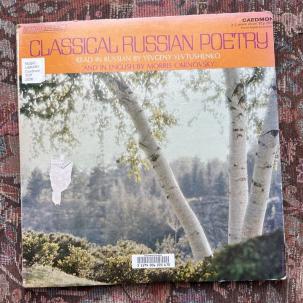 CAEDMON
CLASSICAL RUSSIAN POETRY
READ IN RUSSIAN BY YEVGENY YEVTUSHENKO
AND IN ENGLISH BY MORRIS CARNOVSKY